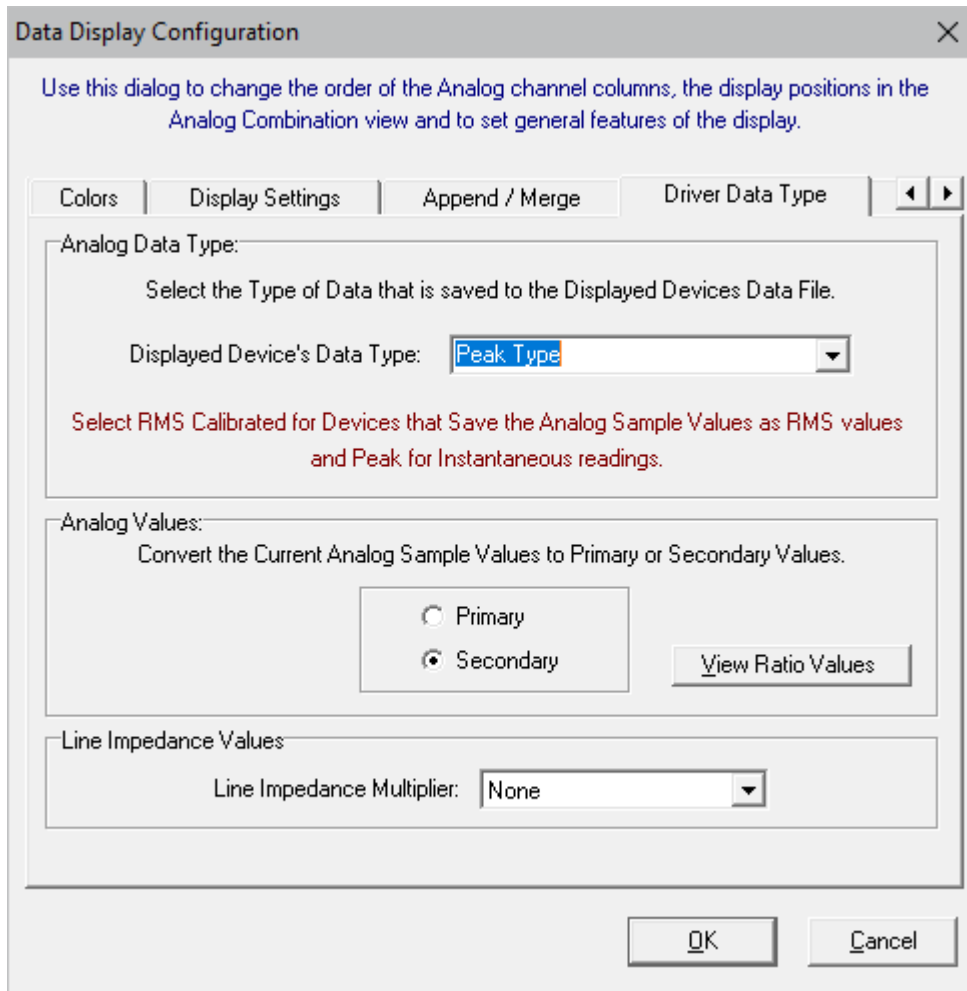 Data Display Configuration
Use this dialog to change the order of the Analog channel columns, the display positions in the
Analog Combination view and to set general features of the display.
Colors Display Settings Append / Merge Driver Data Type
Analog Data Type:
Select the Type of Data that is saved to the Displayed Devices Data File.
Displayed Device's Data Type: Peak Type
Select RMS Calibrated for Devices that Save the Analog Sample Values as RMS values
and Peak for Instantaneous readings.
Analog Values:
Convert the Current Analog Sample Values to Primary or Secondary Values.
Primary
Secondary View Ratio Values
Line Impedance Values
Line Impedance Multiplier: None
OK Cancel